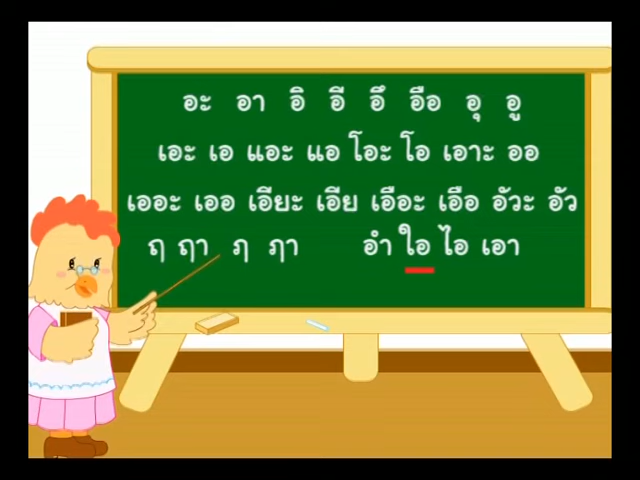 อะ อา อิ อี อึ อือ อุ อู
เอะ เอ แอะ แอ โอะ โอ เอาะ ออ
เออะ เออ เอียะ เอีย เอือะ เอือ อัวะ อัว
ฤ ฤๅ ฦ ฦๅ อำ ใอ ไอ เอา